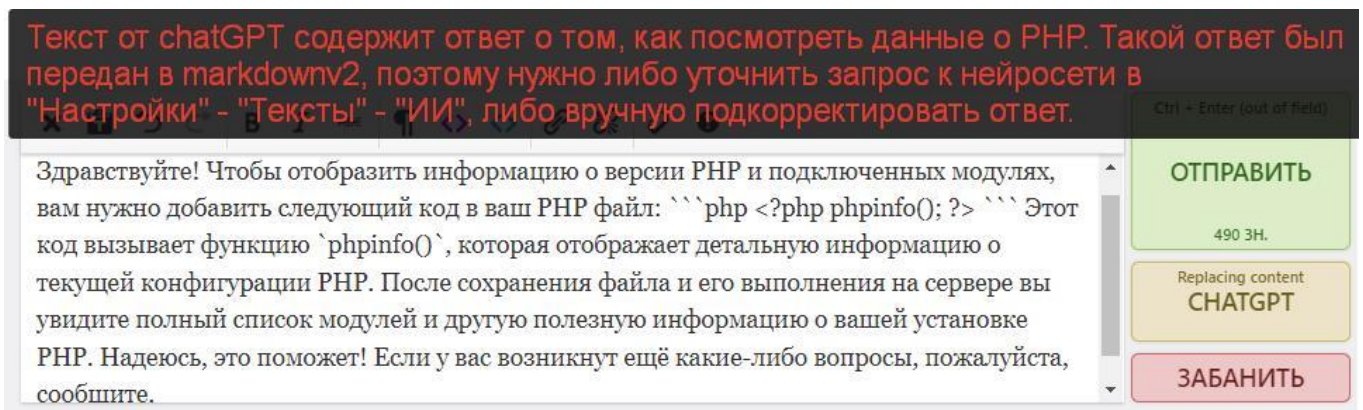 Текст от chatGPT содержит ответ о том, как посмотреть данные о PHP. Такой ответ был
передан в markdownv2, поэтому нужно либо уточнить запрос к нейросети в
"Настройки" - "Тексты" - "ИИ", либо вручную подкорректировать ответ.
Ctrl + Enter (out of field)
ОТПРАВИТЬ
490 ЗН.
Здравствуйте! Чтобы отобразить информацию о версии PHP и подключенных модулях,
вам нужно добавить следующий код в ваш PHP файл: ```php <?php phpinfo(); ?> ``` Этот
код вызывает функцию `phpinfo()`, которая отображает детальную информацию о
текущей конфигурации PHP. После сохранения файла и его выполнения на сервере вы
увидите полный список модулей и другую полезную информацию о вашей установке
PHP. Надеюсь, это поможет! Если у вас возникнут ещё какие-либо вопросы, пожалуйста,
сообщите.
Replacing content
CHATGPT
ЗАБАНИТЬ